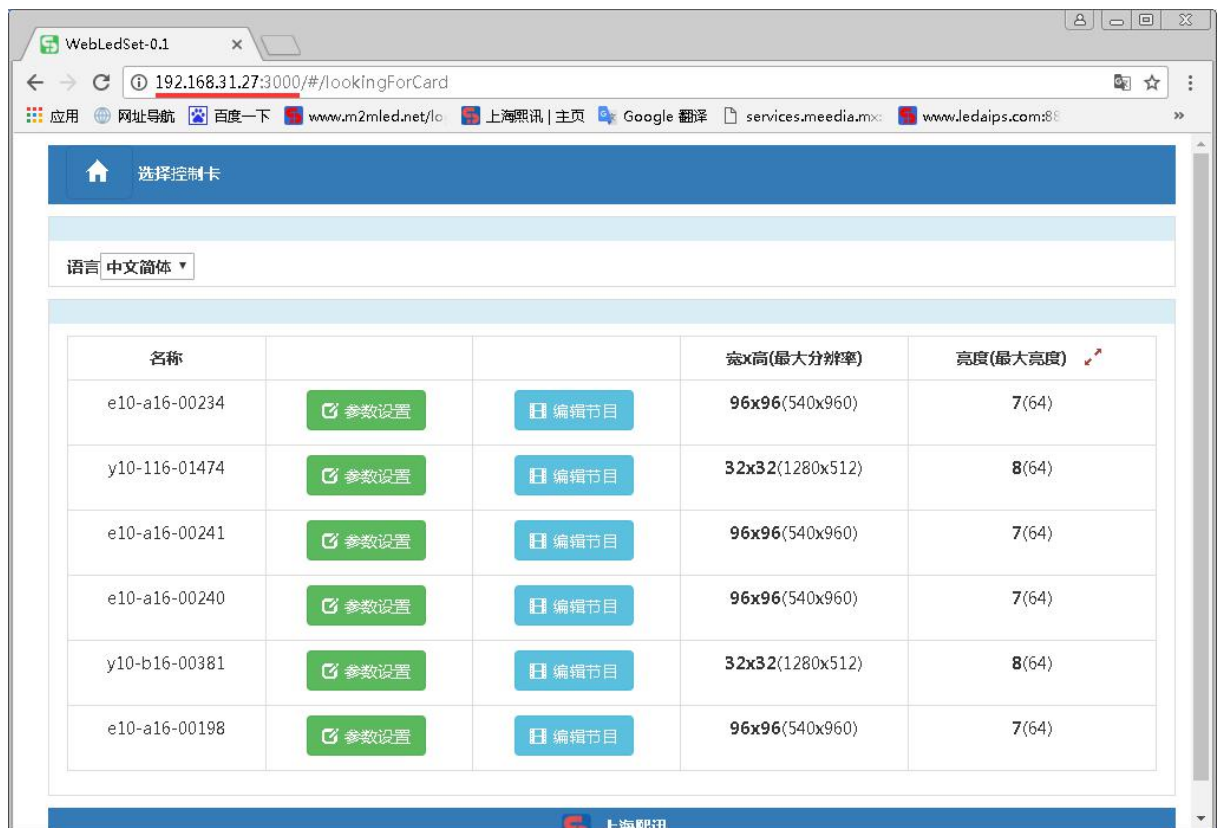 WebLedSet-0.1
192.168.31.27:3000/#/lookingForCard
应用 网址导航 百度一下 www.m2mled.net/lo 上海熙讯 | 主页 Google 翻译 services.meedia.mx: www.ledaips.com:88 »
选择控制卡
语言 中文简体
名称 宽x高(最大分辨率) 亮度(最大亮度)
e10-a16-00234 参数设置 编辑节目 96x96(540x960) 7(64)
y10-116-01474 参数设置 编辑节目 32x32(1280x512) 8(64)
e10-a16-00241 参数设置 编辑节目 96x96(540x960) 7(64)
e10-a16-00240 参数设置 编辑节目 96x96(540x960) 7(64)
y10-b16-00381 参数设置 编辑节目 32x32(1280x512) 8(64)
e10-a16-00198 参数设置 编辑节目 96x96(540x960) 7(64)
上海熙讯